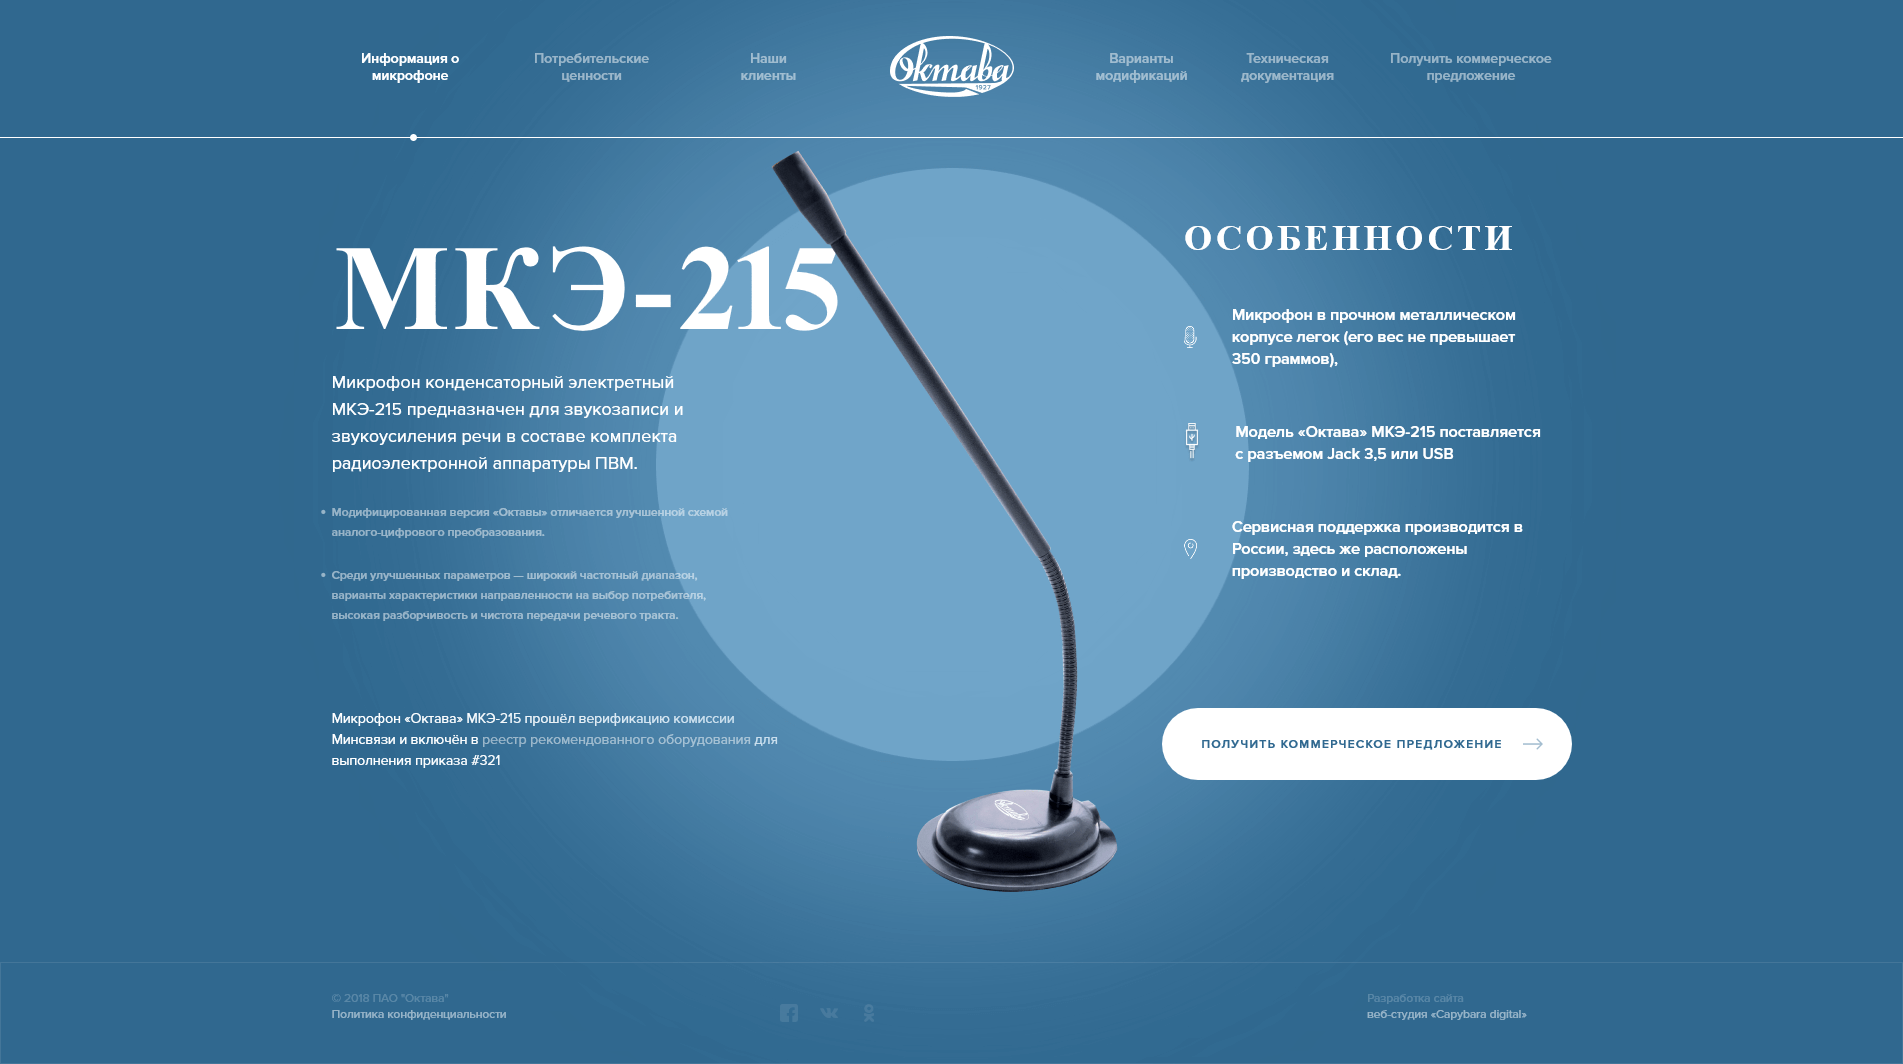 Информация о
микрофоне
Потребительские
ценности
Наши
клиенты
Октава
1927
Варианты
модификаций
Техническая
документация
Получить коммерческое
предложение
МКЭ-215
Микрофон конденсаторный электретный
МКЭ-215 предназначен для звукозаписи и
звукоусиления речи в составе комплекта
радиоэлектронной аппаратуры ПВМ.
• Модифицированная версия «Октавы» отличается улучшенной схемой
аналого-цифрового преобразования.
• Среди улучшенных параметров — широкий частотный диапазон,
варианты характеристики направленности на выбор потребителя,
высокая разборчивость и чистота передачи речевого тракта.
Микрофон «Октава» МКЭ-215 прошёл верификацию комиссии
Минсвязи и включён в реестр рекомендованного оборудования для
выполнения приказа #321
ОСОБЕННОСТИ
Микрофон в прочном металлическом
корпусе легок (его вес не превышает
350 граммов),
Модель «Октава» МКЭ-215 поставляется
с разъемом Jack 3,5 или USB
Сервисная поддержка производится в
России, здесь же расположены
производство и склад.
ПОЛУЧИТЬ КОММЕРЧЕСКОЕ ПРЕДЛОЖЕНИЕ
Октава
© 2018 ПАО "Октава"
Политика конфиденциальности
Разработка сайта
веб-студия «Capybara digital»